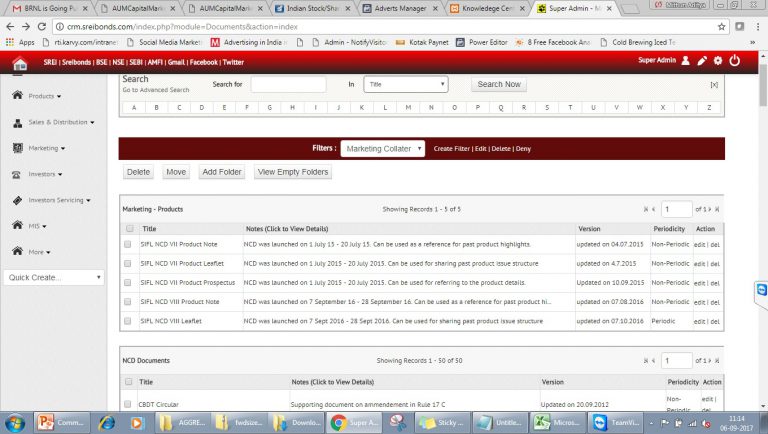 BRNL is Going Pu
AUMCapitalMark
AUMCapitalMark
Indian Stock/Shar
Adverts Manager
Knowledege Cen
Super Admin - M
crm.sreibonds.com/index.php?module=Documents&action=index
rti.karvy.com/intranet
Social Media Market
Advertising in India
Admin - NotifyVisitor
Kotak Paynet
Power Editor
8 Free Facebook Ana
Cold Brewing Iced Te
SREI | Sreibonds | BSE | NSE | SEBI | AMFI | Gmail | Facebook | Twitter
Super Admin
Search
Go to Advanced Search
Search for
In
Title
Search Now
[X]
A B C D E F G H I J K L M N O P Q R S T U V W X Y Z
Products
Sales & Distribution
Marketing
Investors
Investors Servicing
MIS
More
Quick Create...
Filters :
Marketing Collater
Create Filter | Edit | Delete | Deny
Delete
Move
Add Folder
View Empty Folders
Marketing - Products
Showing Records 1 - 5 of 5
1
of 1
Title Notes (Click to View Details) Version Periodicity Action
SIFL NCD VII Product Note NCD was launched on 1 July 15 - 20 July 15. Can be used as a reference for past product highlights. updated on 04.07.2015 Non-Periodic edit | del
SIFL NCD VII Product Leaflet NCD was launched on 1 July 2015 - 20 July 2015. Can be used for sharing past product issue structure updated on 4.7.2015 Non-Periodic edit | del
SIFL NCD VII Product Prospectus NCD was launched on 1 July 2015 - 20 July 2015. Can be used for referring to the product details. Updated on 10.09.2015 Non-Periodic edit | del
SIFL NCD VIII Product Note NCD was launched on 7 September 16 - 28 September 16. Can be used as a reference for past product hi... updated on 07.08.2016 Non-Periodic edit | del
SIFL NCD VIII Leaflet NCD was launched on 7 Sept 2016 - 28 Sept 2016. Can be used for sharing past product issue structure updated on 07.10.2016 Periodic edit | del
NCD Documents
Showing Records 1 - 50 of 50
1
of 1
Title Notes (Click to View Details) Version Periodicity Action
CBDT Circular Supporting document on ammendement in Rule 17 C Updated on 20.09.2012 Non-
Periodic
edit |
del
Comm...
AGGRE...
fwdsize...
Downlo...
Super A...
Sticky ...
Untitle...
Micros...
TeamVi...
11:14
06-09-2017